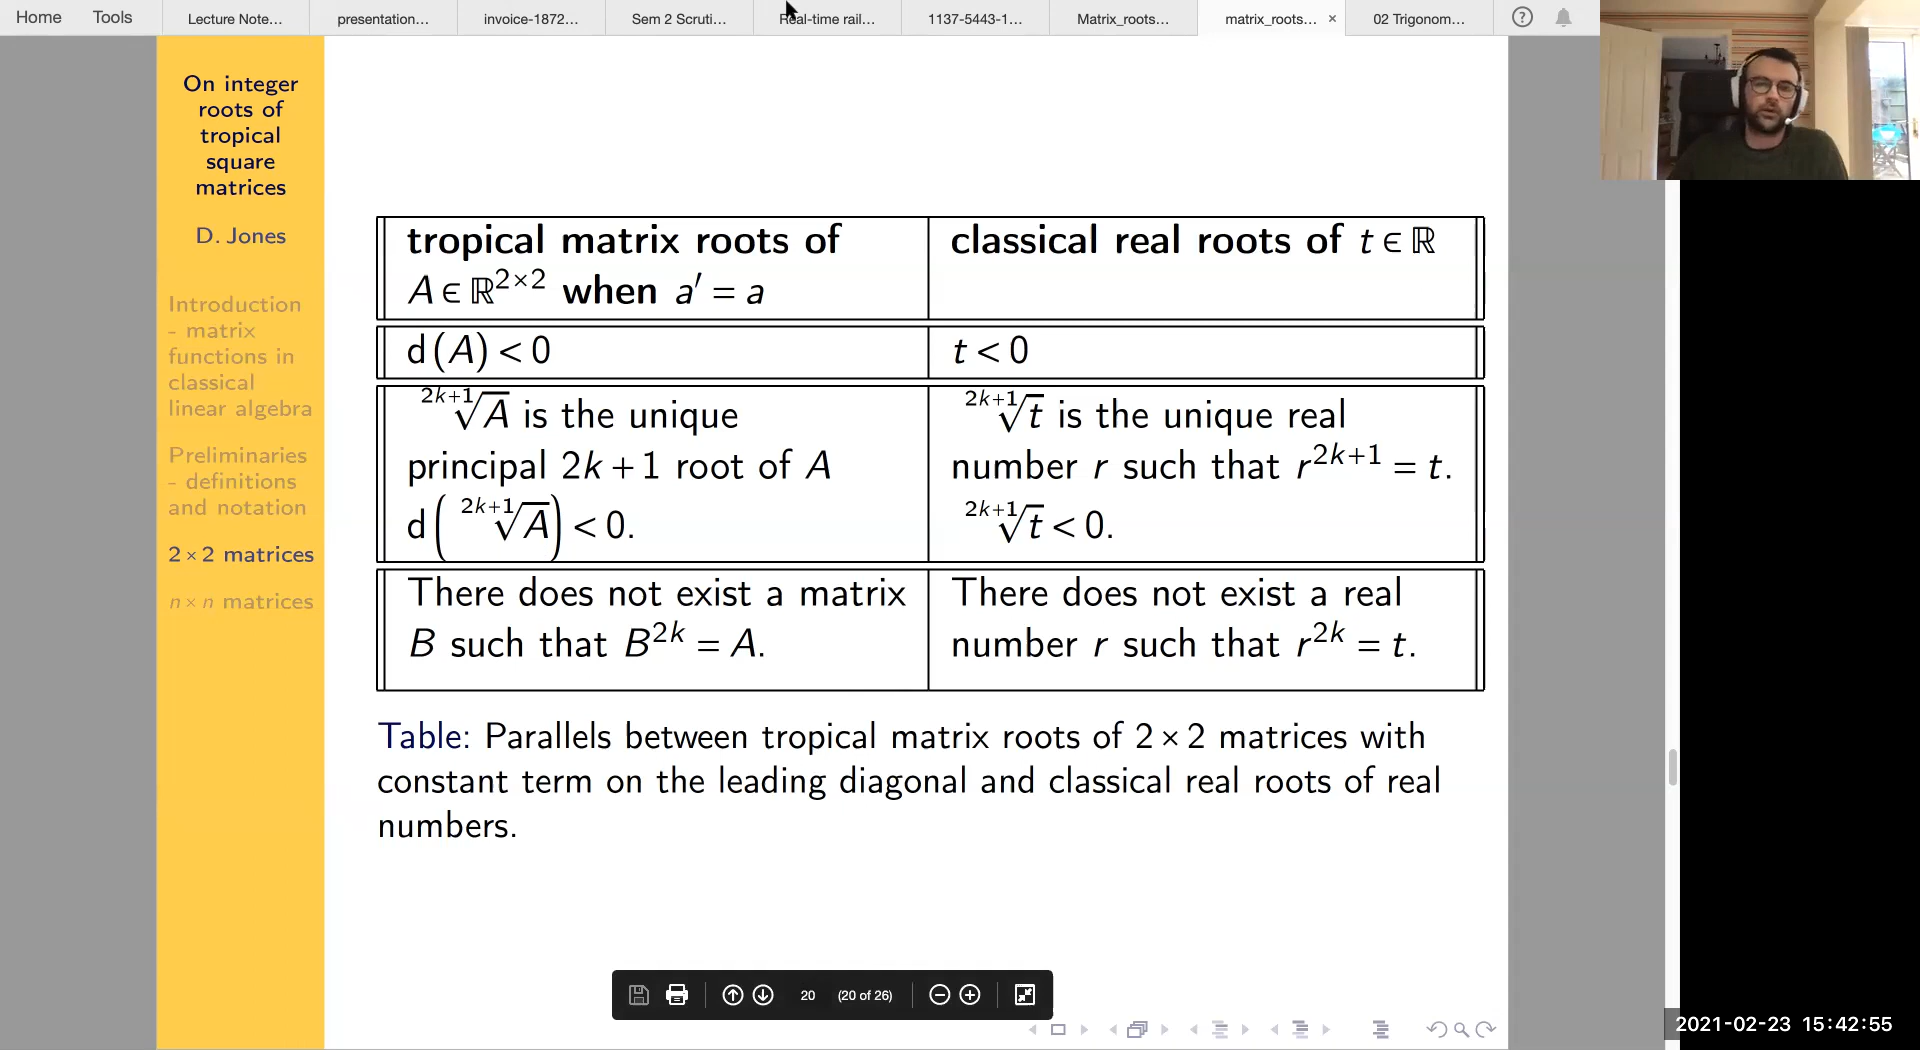 Home Tools Lecture Note... presentation... invoice-1872... Sem 2 Scruti... Real-time rail... 1137-5443-1... Matrix_roots... matrix_roots... × 02 Trigonom...
On integer
roots of
tropical
square
matrices
D. Jones
Introduction
- matrix
functions in
classical
linear algebra
Preliminaries
- definitions
and notation
2 × 2 matrices
n × n matrices
tropical matrix roots of
A ∈ ℝ^{2×2} when a′ = a
classical real roots of t ∈ ℝ
d(A) < 0
t < 0
\sqrt[2k+1]{A} is the unique
principal 2k+1 root of A
d(\sqrt[2k+1]{A}) < 0.
\sqrt[2k+1]{t} is the unique real
number r such that r^{2k+1} = t.
\sqrt[2k+1]{t} < 0.
There does not exist a matrix
B such that B^{2k} = A.
There does not exist a real
number r such that r^{2k} = t.
Table: Parallels between tropical matrix roots of 2 × 2 matrices with
constant term on the leading diagonal and classical real roots of real
numbers.
20 (20 of 26)
2021-02-23 15:42:55